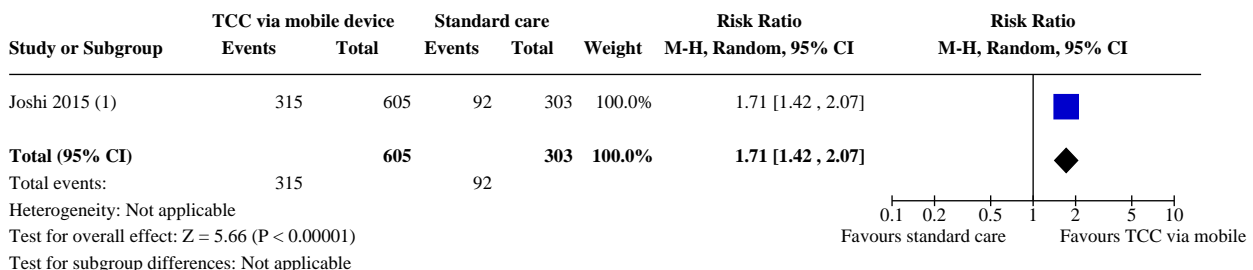 TCC via mobile device Standard care Risk Ratio Risk Ratio
Study or Subgroup Events Total Events Total Weight M-H, Random, 95% CI M-H, Random, 95% CI
Joshi 2015 (1) 315 605 92 303 100.0% 1.71 [1.42 , 2.07]
Total (95% CI) 605 303 100.0% 1.71 [1.42 , 2.07]
Total events: 315 92
Heterogeneity: Not applicable
0.1 0.2 0.5 1 2 5 10
Test for overall effect: Z = 5.66 (P < 0.00001)
Favours standard care Favours TCC via mobile
Test for subgroup differences: Not applicable